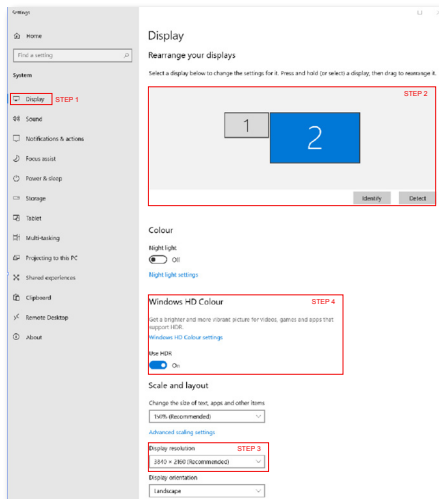 Settings
Home
Find a setting
System
Display STEP 1
Sound
Notifications & actions
Focus assist
Power & sleep
Storage
Tablet
Multi-tasking
Projecting to this PC
Shared experiences
Clipboard
Remote Desktop
About
Display
Rearrange your displays
Select a display below to change the settings for it. Press and hold (or select) a display, then drag to rearrange it.
STEP 2
1
2
Identify Detect
Colour
Night light
Off
Night light settings
Windows HD Colour STEP 4
Get a brighter and more vibrant picture for videos, games and apps that
support HDR.
Windows HD Colour settings
Use HDR
On
Scale and layout
Change the size of text, apps and other items
150% (Recommended)
Advanced scaling settings
Display resolution STEP 3
3840 × 2160 (Recommended)
Display orientation
Landscape